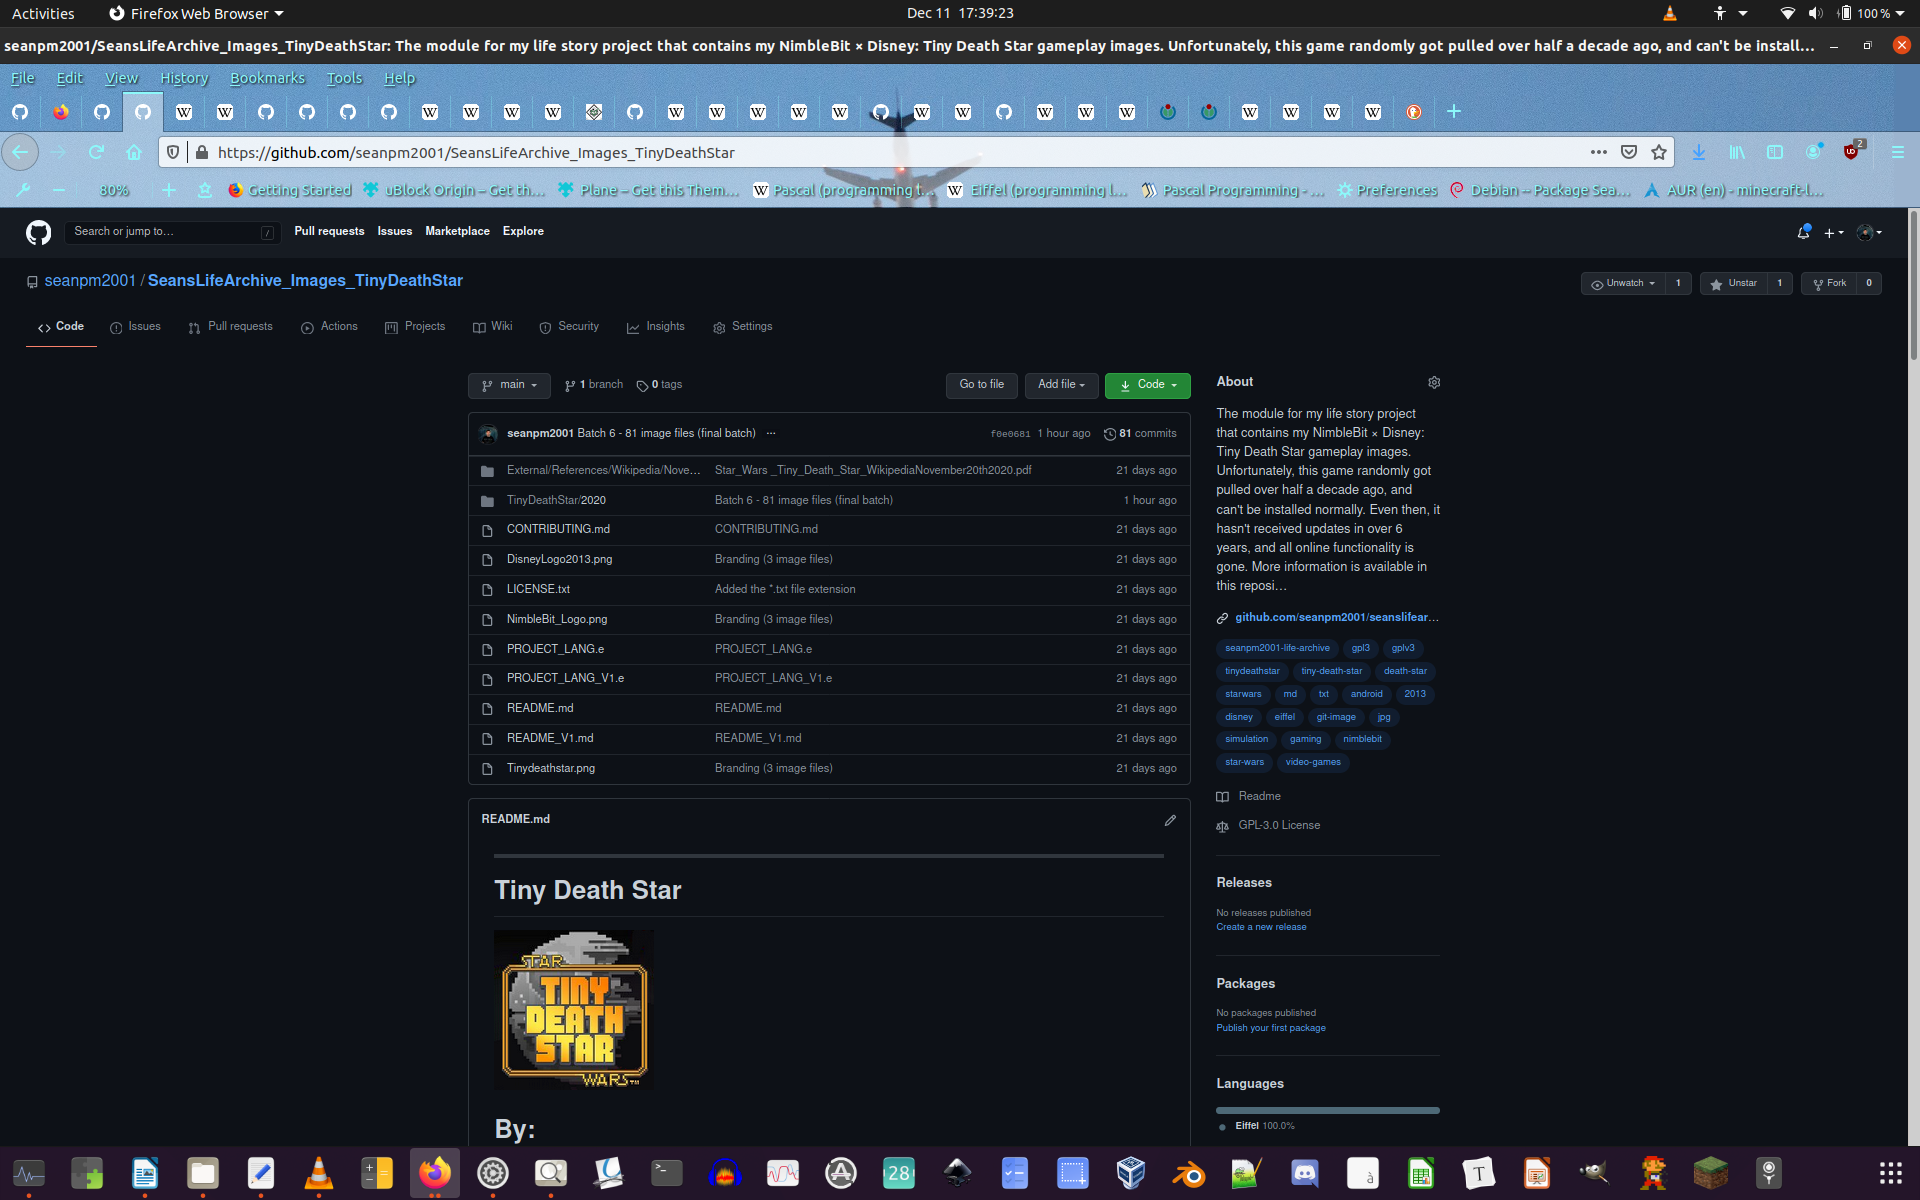 Activities
Firefox Web Browser
Dec 11 17:39:23
100 %
seanpm2001/SeansLifeArchive_Images_TinyDeathStar: The module for my life story project that contains my NimbleBit × Disney: Tiny Death Star gameplay images. Unfortunately, this game randomly got pulled over half a decade ago, and can't be install...
File Edit View History Bookmarks Tools Help
https://github.com/seanpm2001/SeansLifeArchive_Images_TinyDeathStar
2
80%
Getting Started
uBlock Origin – Get th...
Plane – Get this Them...
Pascal (programming l...
Eiffel (programming l...
Pascal Programming - ...
Preferences
Debian -- Package Sea...
AUR (en) - minecraft-l...
Search or jump to...
/
Pull requests
Issues
Marketplace
Explore
seanpm2001 / SeansLifeArchive_Images_TinyDeathStar
Unwatch 1
Unstar 1
Fork 0
Code
Issues
Pull requests
Actions
Projects
Wiki
Security
Insights
Settings
main
1 branch
0 tags
Go to file
Add file
Code
seanpm2001 Batch 6 - 81 image files (final batch) ...
f0e0681 1 hour ago
81 commits
External/References/Wikipedia/Nove... Star_Wars _Tiny_Death_Star_WikipediaNovember20th2020.pdf 21 days ago
TinyDeathStar/2020 Batch 6 - 81 image files (final batch) 1 hour ago
CONTRIBUTING.md CONTRIBUTING.md 21 days ago
DisneyLogo2013.png Branding (3 image files) 21 days ago
LICENSE.txt Added the *.txt file extension 21 days ago
NimbleBit_Logo.png Branding (3 image files) 21 days ago
PROJECT_LANG.e PROJECT_LANG.e 21 days ago
PROJECT_LANG_V1.e PROJECT_LANG_V1.e 21 days ago
README.md README.md 21 days ago
README_V1.md README_V1.md 21 days ago
Tinydeathstar.png Branding (3 image files) 21 days ago
README.md
Tiny Death Star
STAR
TINY
DEATH
STAR
WARS™
By:
About
The module for my life story project
that contains my NimbleBit × Disney:
Tiny Death Star gameplay images.
Unfortunately, this game randomly got
pulled over half a decade ago, and
can't be installed normally. Even then, it
hasn't received updates in over 6
years, and all online functionality is
gone. More information is available in
this reposi...
github.com/seanpm2001/seanslifear...
seanpm2001-life-archive gpl3 gplv3
tinydeathstar tiny-death-star death-star
starwars md txt android 2013
disney eiffel git-image jpg
simulation gaming nimblebit
star-wars video-games
Readme
GPL-3.0 License
Releases
No releases published
Create a new release
Packages
No packages published
Publish your first package
Languages
Eiffel 100.0%
28